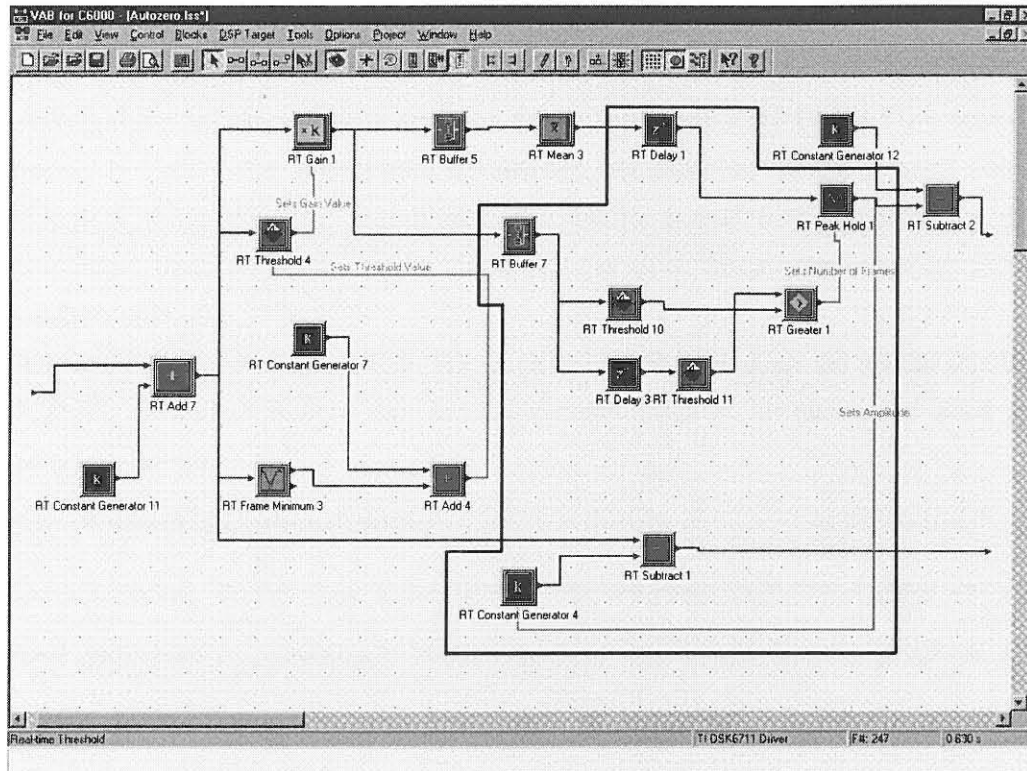 VAB for C6000 - [Autozero.lss*]
File Edit View Control Blocks DSP Target Tools Options Project Window Help
RT Gain 1
RT Buffer 5
RT Mean 3
RT Delay 1
RT Constant Generator 12
Sets Gain Value
RT Threshold 4
RT Buffer 7
RT Peak Hold 1
RT Subtract 2
Sets Threshold Value
Sets Number of Frames
RT Threshold 10
RT Greater 1
RT Constant Generator 7
RT Add 7
RT Delay 3
RT Threshold 11
Sets Amplitude
RT Constant Generator 11
RT Frame Minimum 3
RT Add 4
RT Subtract 1
RT Constant Generator 4
Real-time Threshold
TI DSK6711 Driver
F#: 247
0.630 s